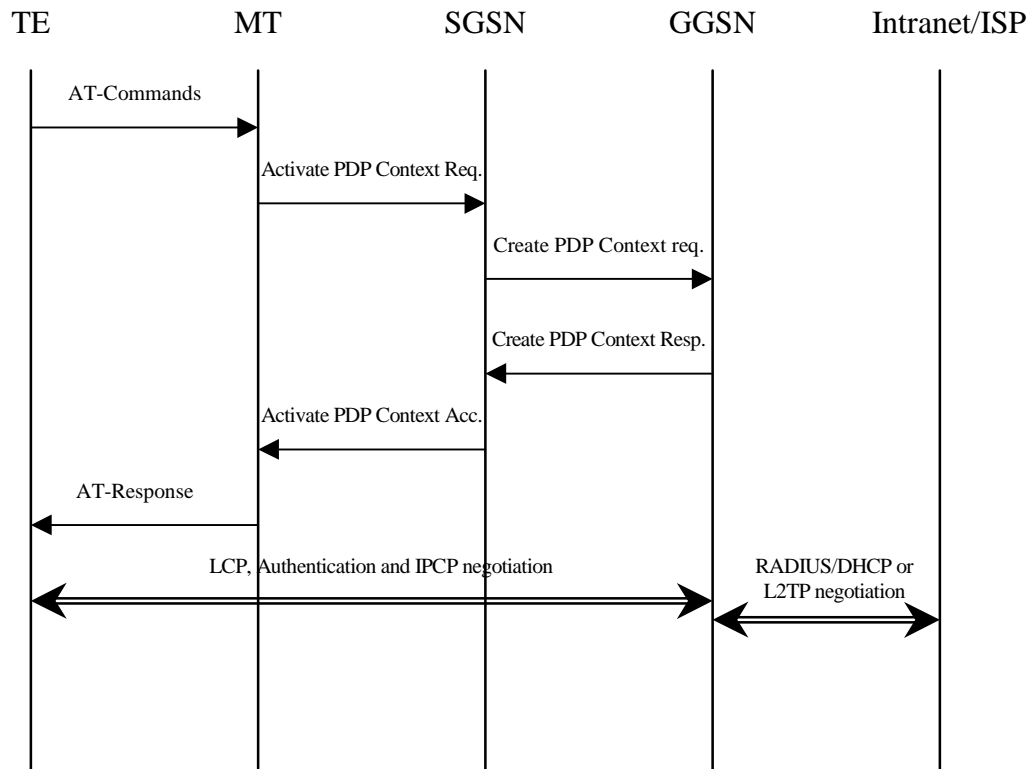 TE MT SGSN GGSN Intranet/ISP
AT-Commands
Activate PDP Context Req.
Create PDP Context req.
Create PDP Context Resp.
Activate PDP Context Acc.
AT-Response
LCP, Authentication and IPCP negotiation
RADIUS/DHCP or
L2TP negotiation